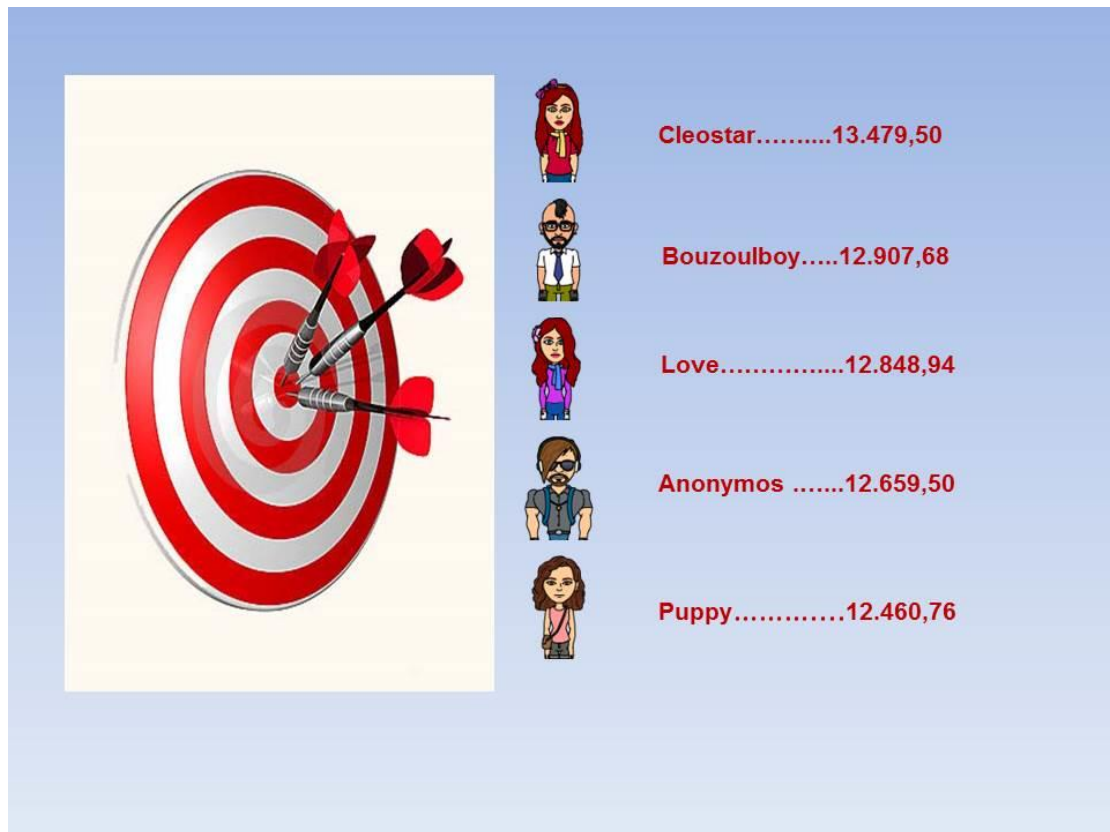 Cleostar……....13.479,50
Bouzoulboy…..12.907,68
Love…………....12.848,94
Anonymos …....12.659,50
Puppy…….…....12.460,76